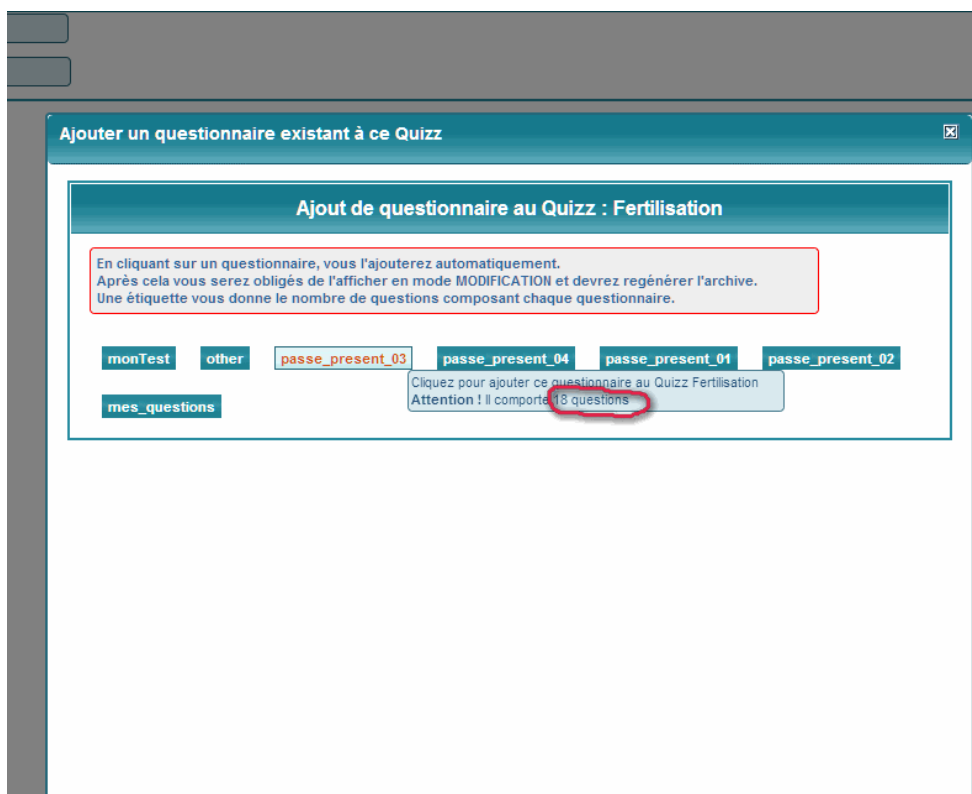 Ajouter un questionnaire existant à ce Quizz
Ajout de questionnaire au Quizz : Fertilisation
En cliquant sur un questionnaire, vous l'ajouterez automatiquement.
Après cela vous serez obligés de l'afficher en mode MODIFICATION et devrez regénérer l'archive.
Une étiquette vous donne le nombre de questions composant chaque questionnaire.
monTest other passe_present_03 passe_present_04 passe_present_01 passe_present_02
Cliquez pour ajouter ce questionnaire au Quizz Fertilisation
Attention ! Il comporte 18 questions
mes_questions